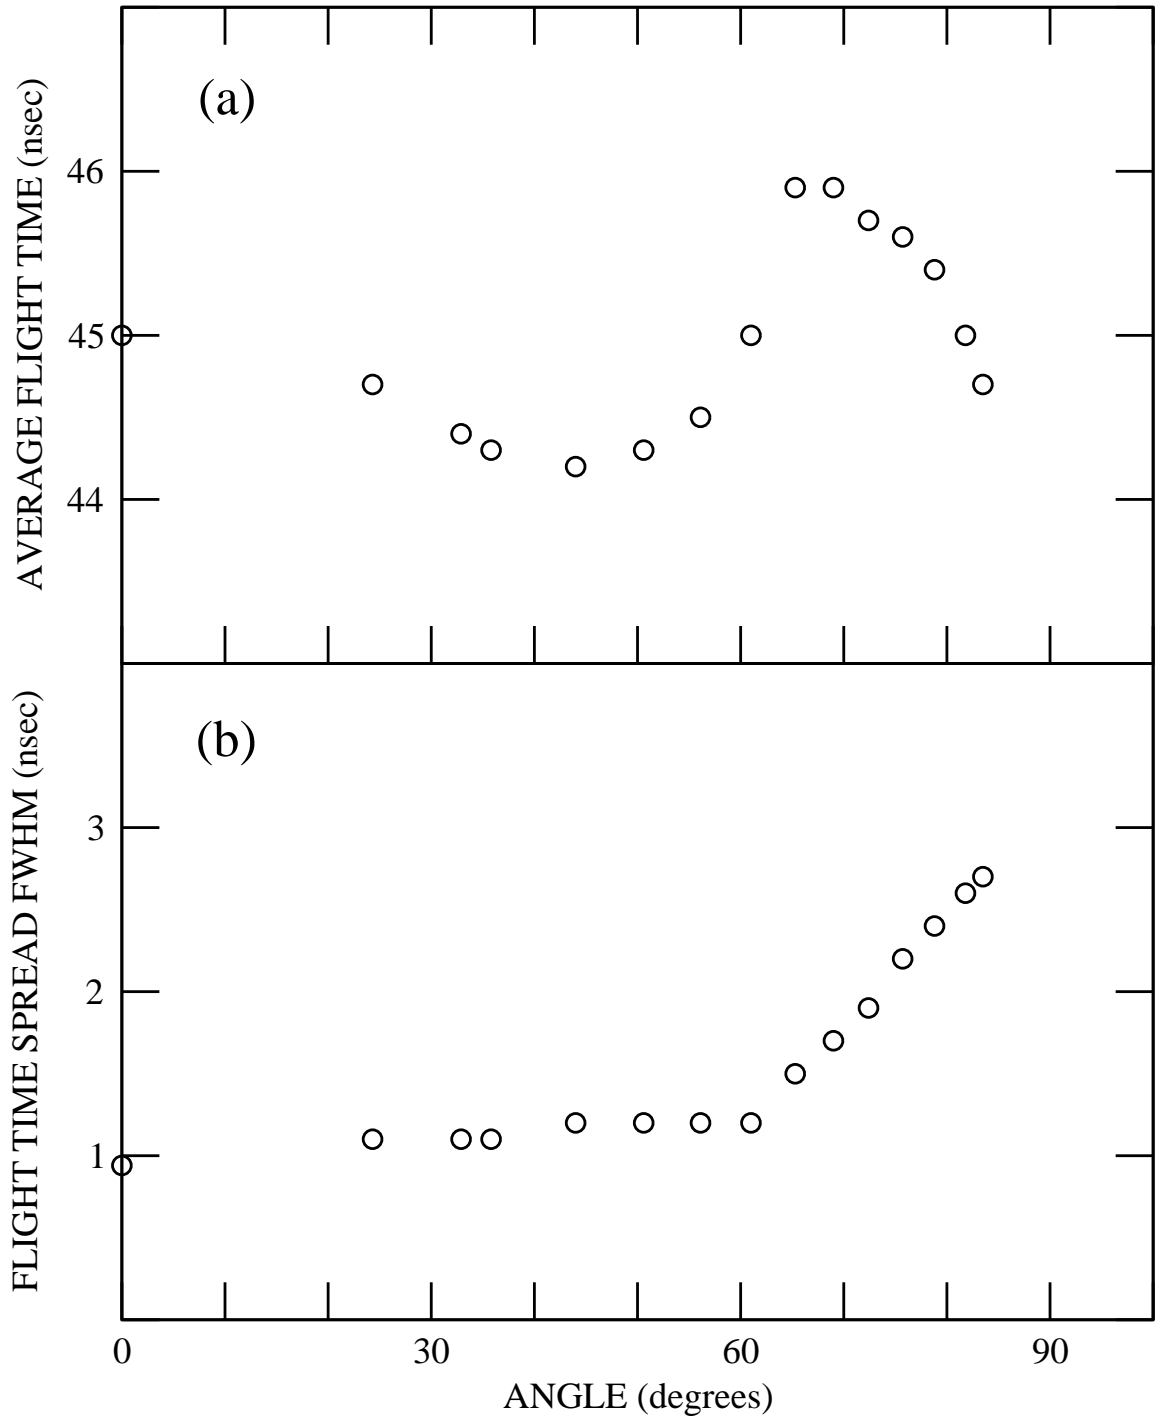 (a)
AVERAGE FLIGHT TIME (nsec)
46
45
44
(b)
FLIGHT TIME SPREAD FWHM (nsec)
3
2
1
0 30 60 90
ANGLE (degrees)